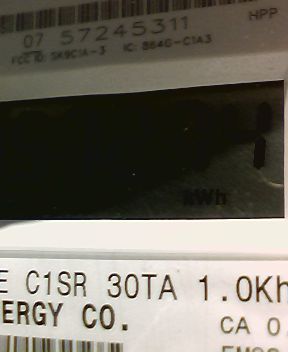 HPP
07 57245311
FCC ID: SK9C1A-3 IC: 864G-C1A3
kWh
E C1SR 30TA 1.0Kh
ERGY CO.
CA 0.